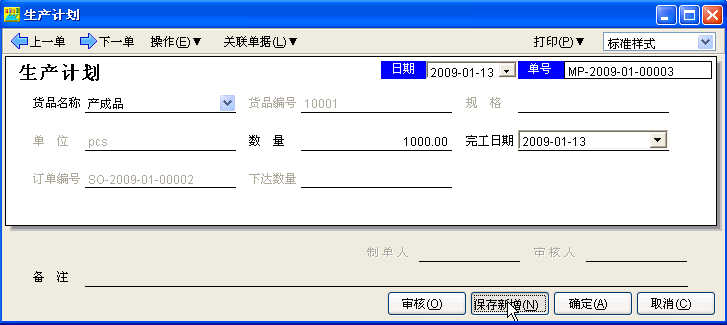 生产计划
上一单 下一单 操作(E)▼ 关联单据(L)▼ 打印(P)▼ 标准样式
生产计划 日期 2009-01-13 单号 MP-2009-01-00003
货品名称 产成品 货品编号 10001 规 格
单 位 pcs 数 量 1000.00 完工日期 2009-01-13
订单编号 SO-2009-01-00002 下达数量
制单人 审核人
备 注
审核(O) 保存新增(N) 确定(A) 取消(C)